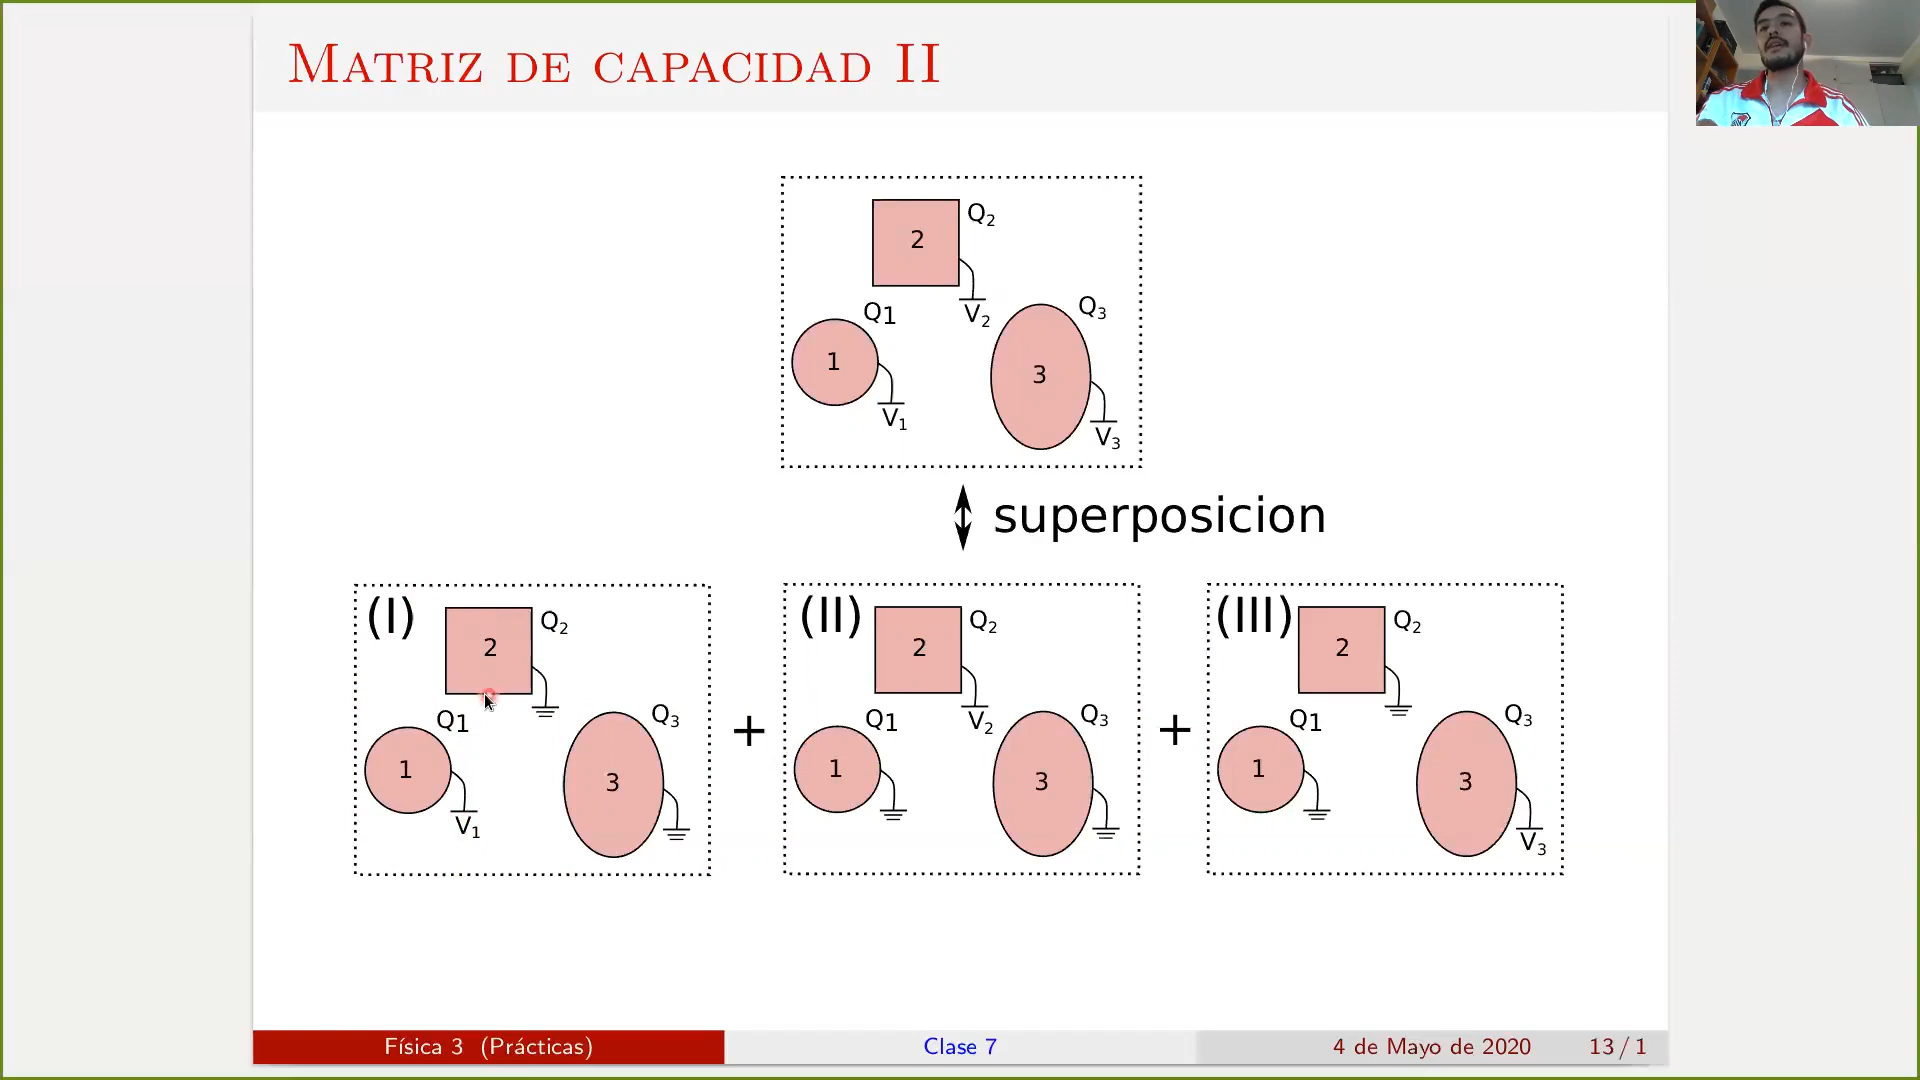 MATRIZ DE CAPACIDAD II
2
Q2
V2
Q1
1
V1
Q3
3
V3
superposicion
(I)
2
Q2
Q1
1
V1
Q3
3
+
(II)
2
Q2
V2
Q1
1
Q3
3
+
(III)
2
Q2
Q1
1
Q3
3
V3
Física 3 (Prácticas)
Clase 7
4 de Mayo de 2020
13 / 1